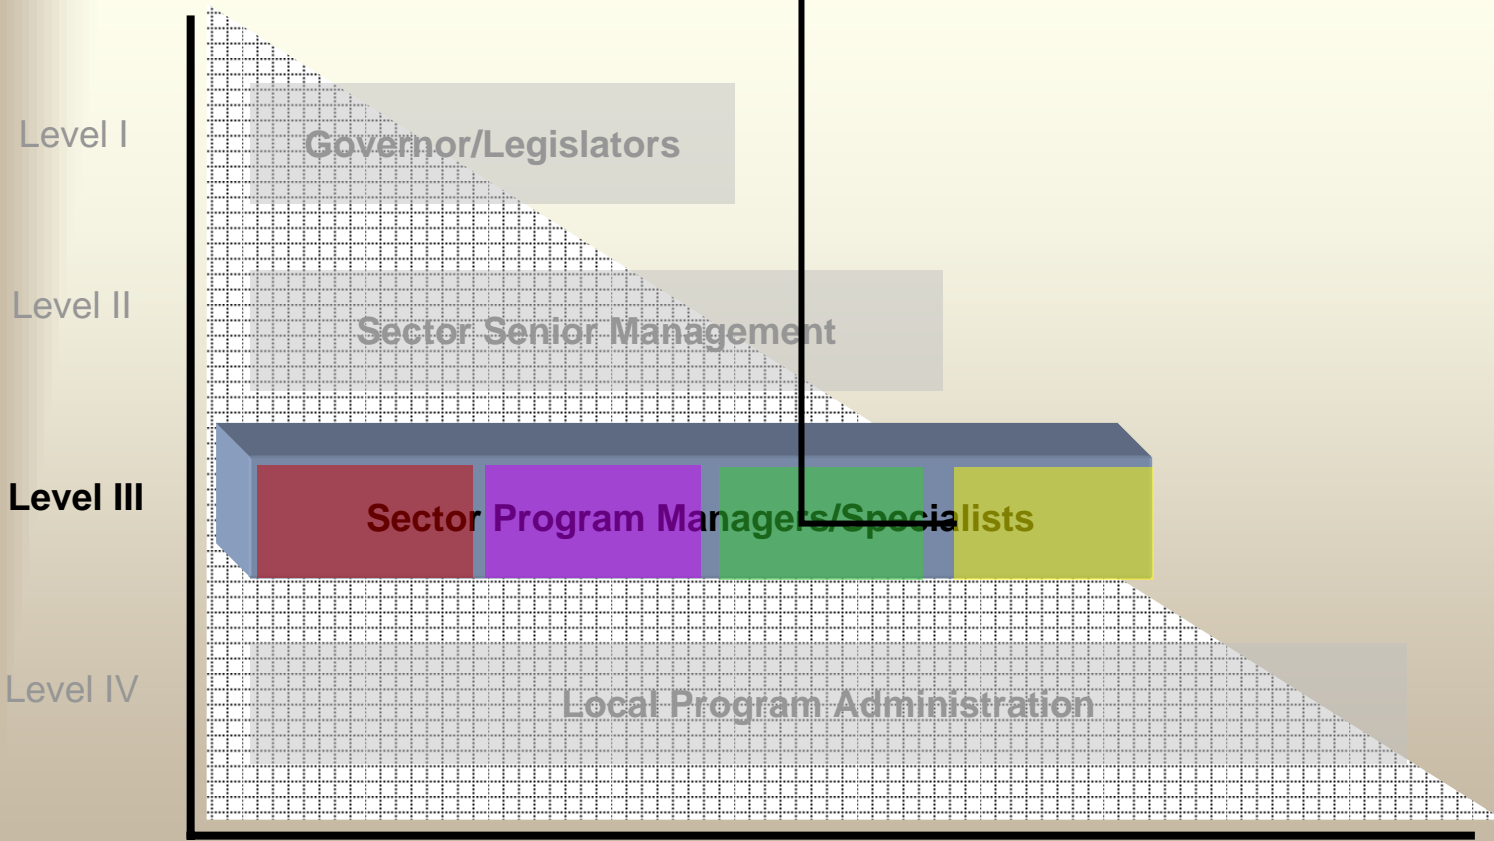 Level I
Governor/Legislators
Level II
Sector Senior Management
Level III
Sector Program Managers/Specialists
Level IV
Local Program Administration